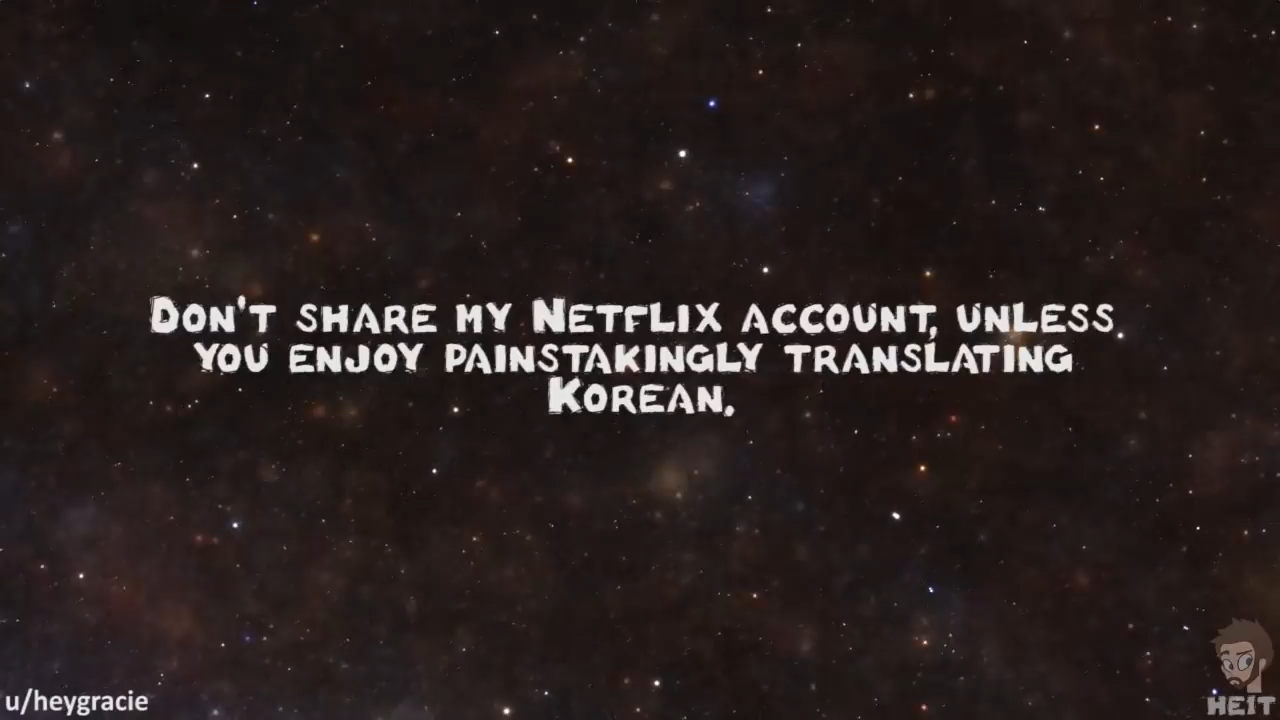 Don't share my Netflix account, unless
you enjoy painstakingly translating
Korean.
u/heygracie
HEIT